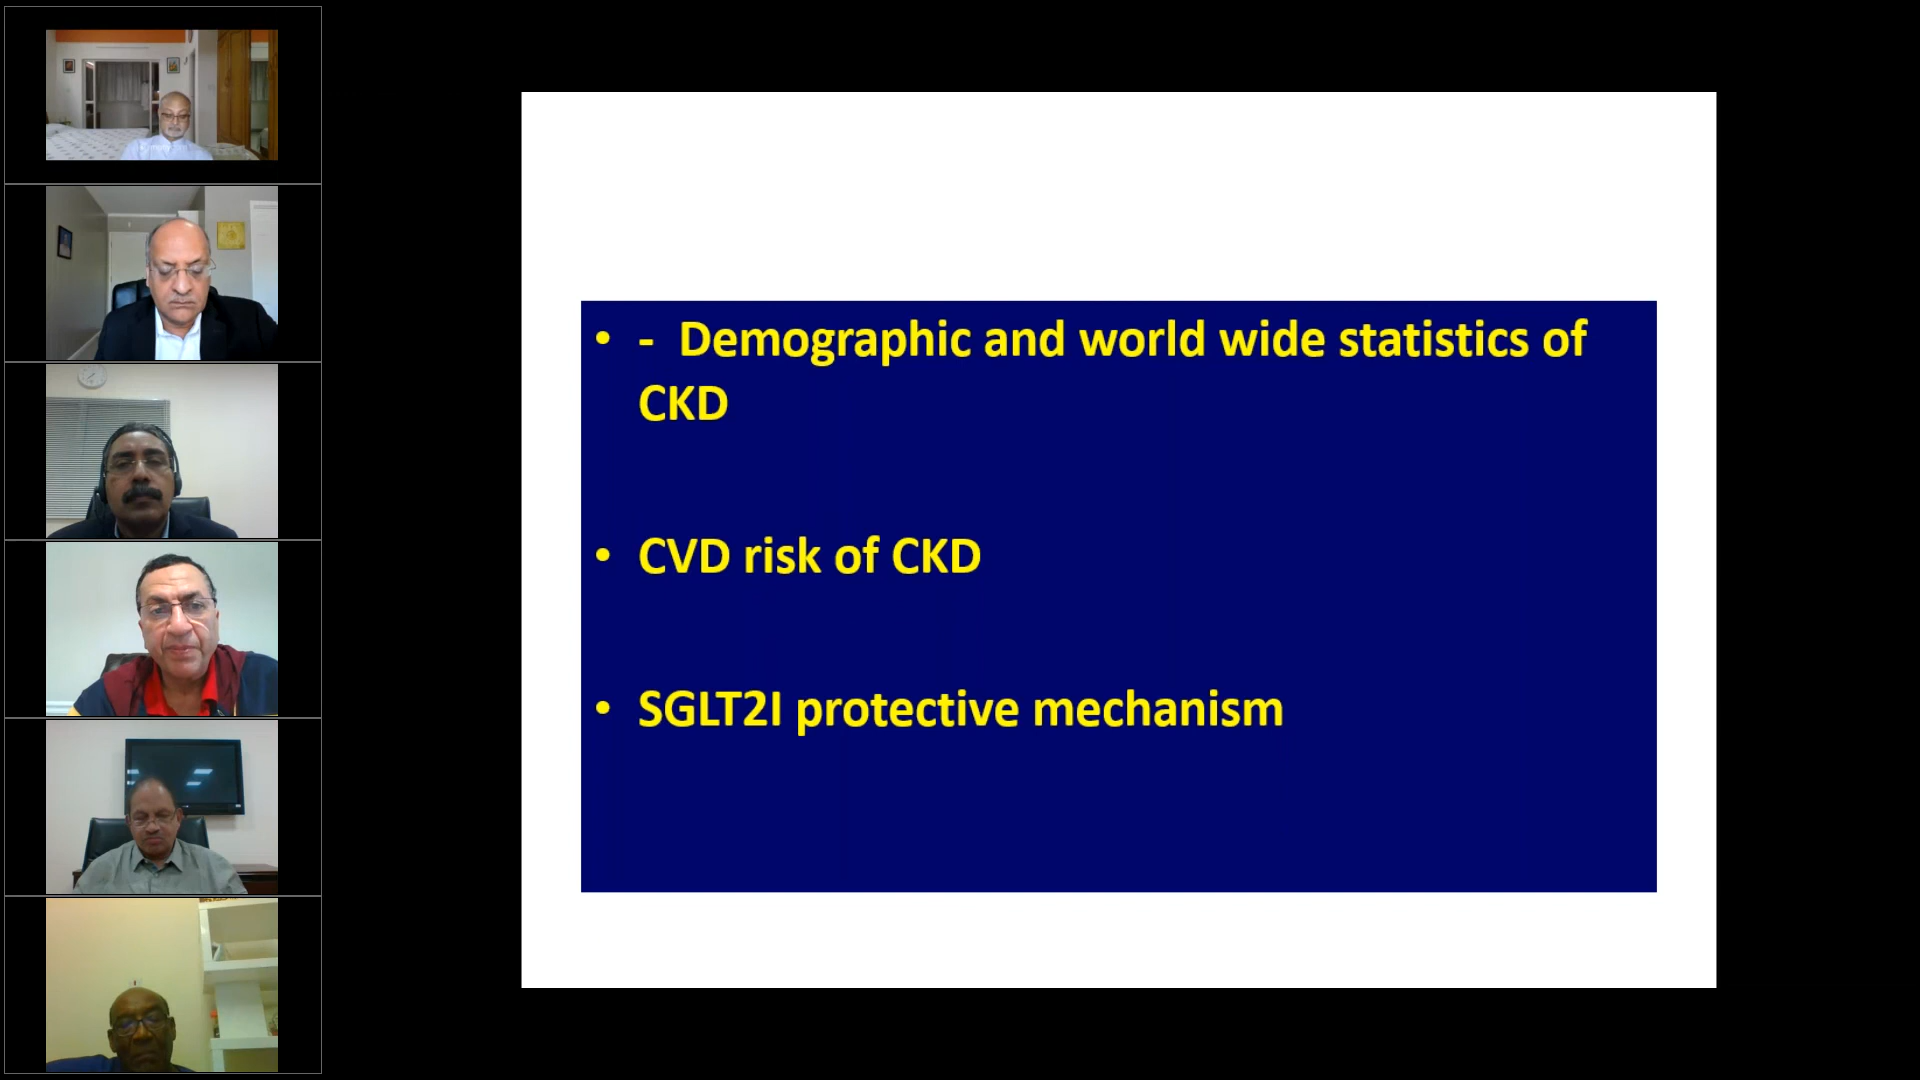 • - Demographic and world wide statistics of
CKD
• CVD risk of CKD
• SGLT2I protective mechanism